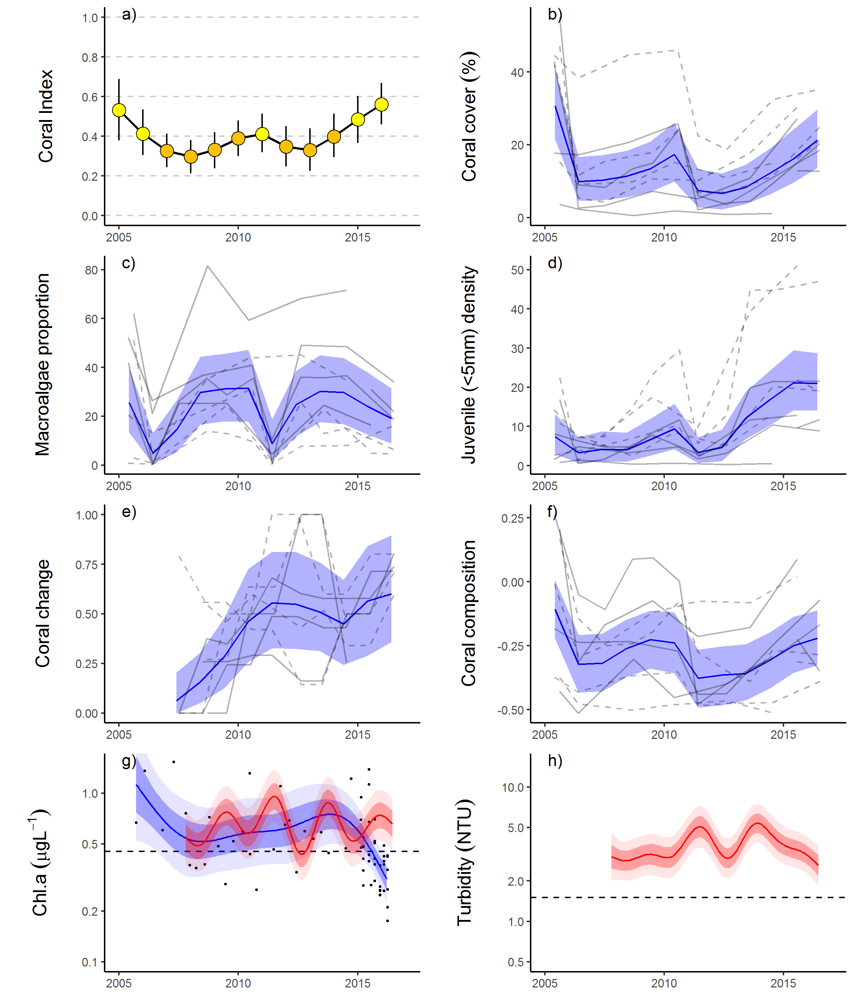 a)
Coral Index
1.0
0.8
0.6
0.4
0.2
0.0
2005 2010 2015
b)
Coral cover (%)
40
20
0
2005 2010 2015
c)
Macroalgae proportion
80
60
40
20
0
2005 2010 2015
d)
Juvenile (<5mm) density
50
40
30
20
10
0
2005 2010 2015
e)
Coral change
1.00
0.75
0.50
0.25
0.00
2005 2010 2015
f)
Coral composition
0.25
0.00
-0.25
-0.50
2005 2010 2015
g)
Chl.a (μgL⁻¹)
1.0
0.5
0.2
0.1
2005 2010 2015
h)
Turbidity (NTU)
10.0
5.0
2.0
1.0
0.5
2005 2010 2015